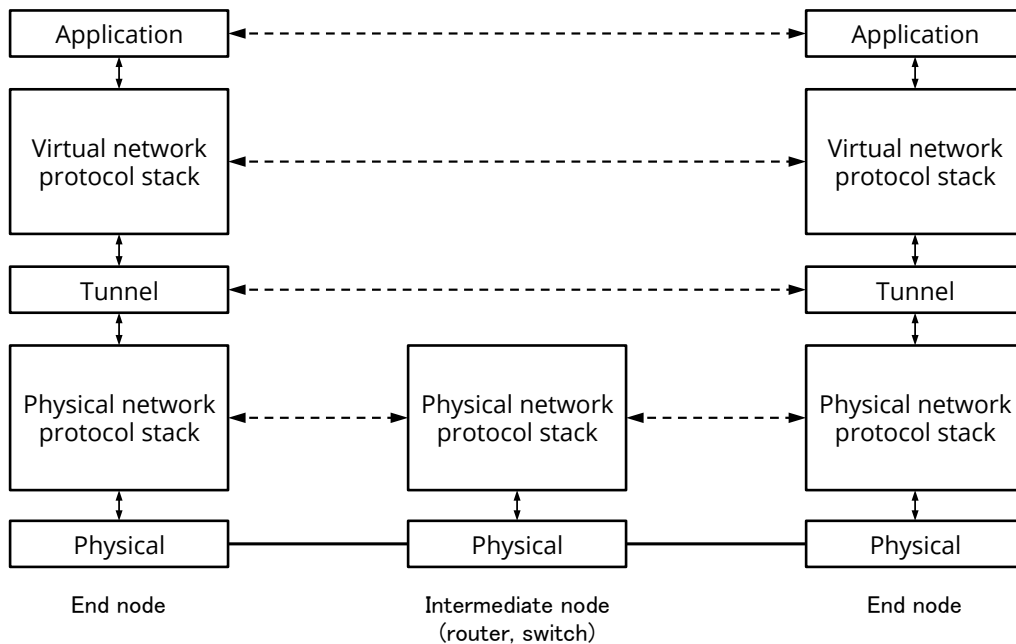 Application
Application
Virtual network
protocol stack
Virtual network
protocol stack
Tunnel
Tunnel
Physical network
protocol stack
Physical network
protocol stack
Physical network
protocol stack
Physical
Physical
Physical
End node
Intermediate node
(router, switch)
End node